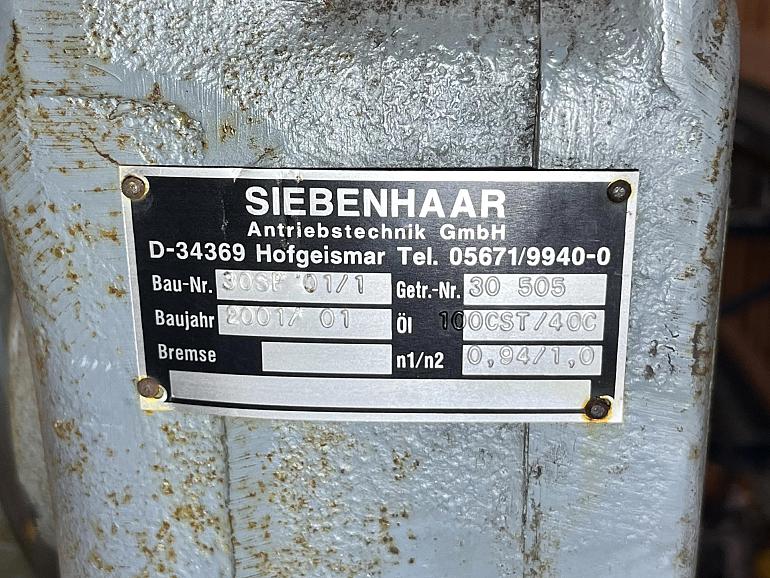 SIEBENHAAR
Antriebstechnik GmbH
D-34369 Hofgeismar Tel. 05671/9940-0
Bau-Nr. 01/1 Getr.-Nr. 30 505
Baujahr 2001/ 01 Öl 100CST/40C
Bremse n1/n2 0,94/1,0